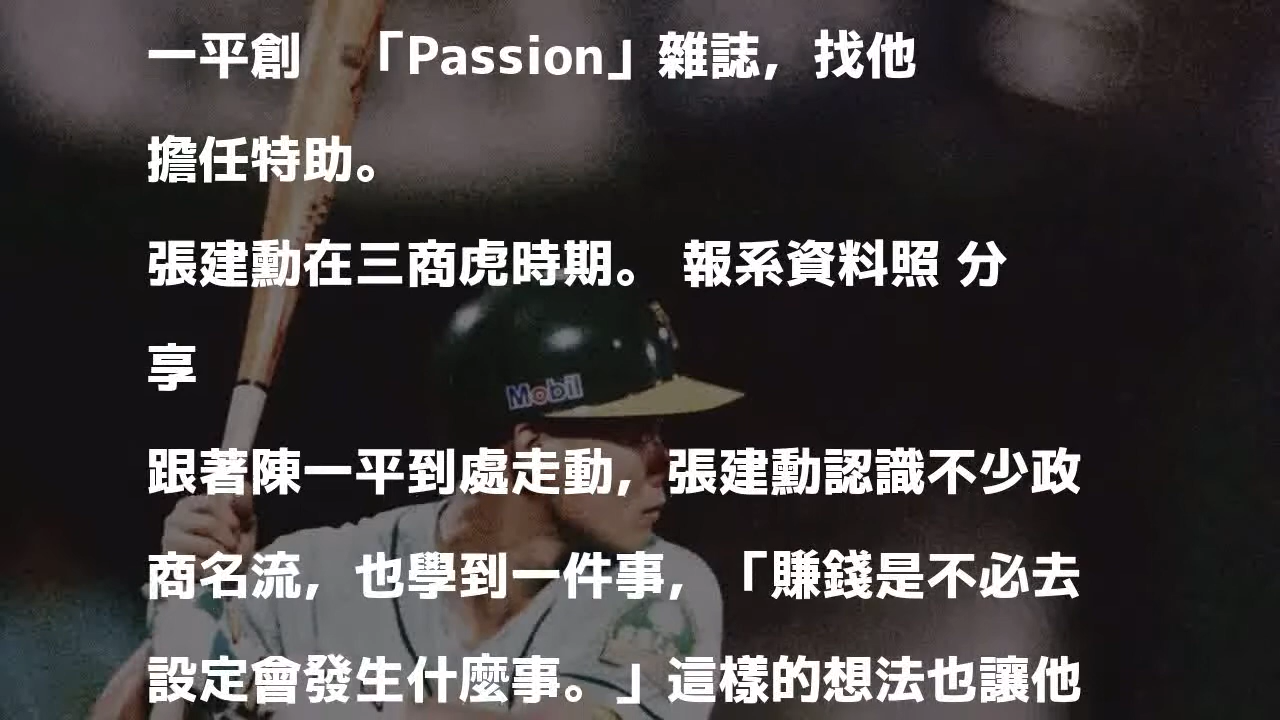 一平創　「Passion」雜誌，找他
擔任特助。
張建勳在三商虎時期。 報系資料照 分
享
Mobil
跟著陳一平到處走動，張建勳認識不少政
商名流，也學到一件事，「賺錢是不必去
設定會發生什麼事。」這樣的想法也讓他